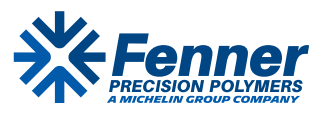 Fenner
PRECISION POLYMERS
A MICHELIN GROUP COMPANY